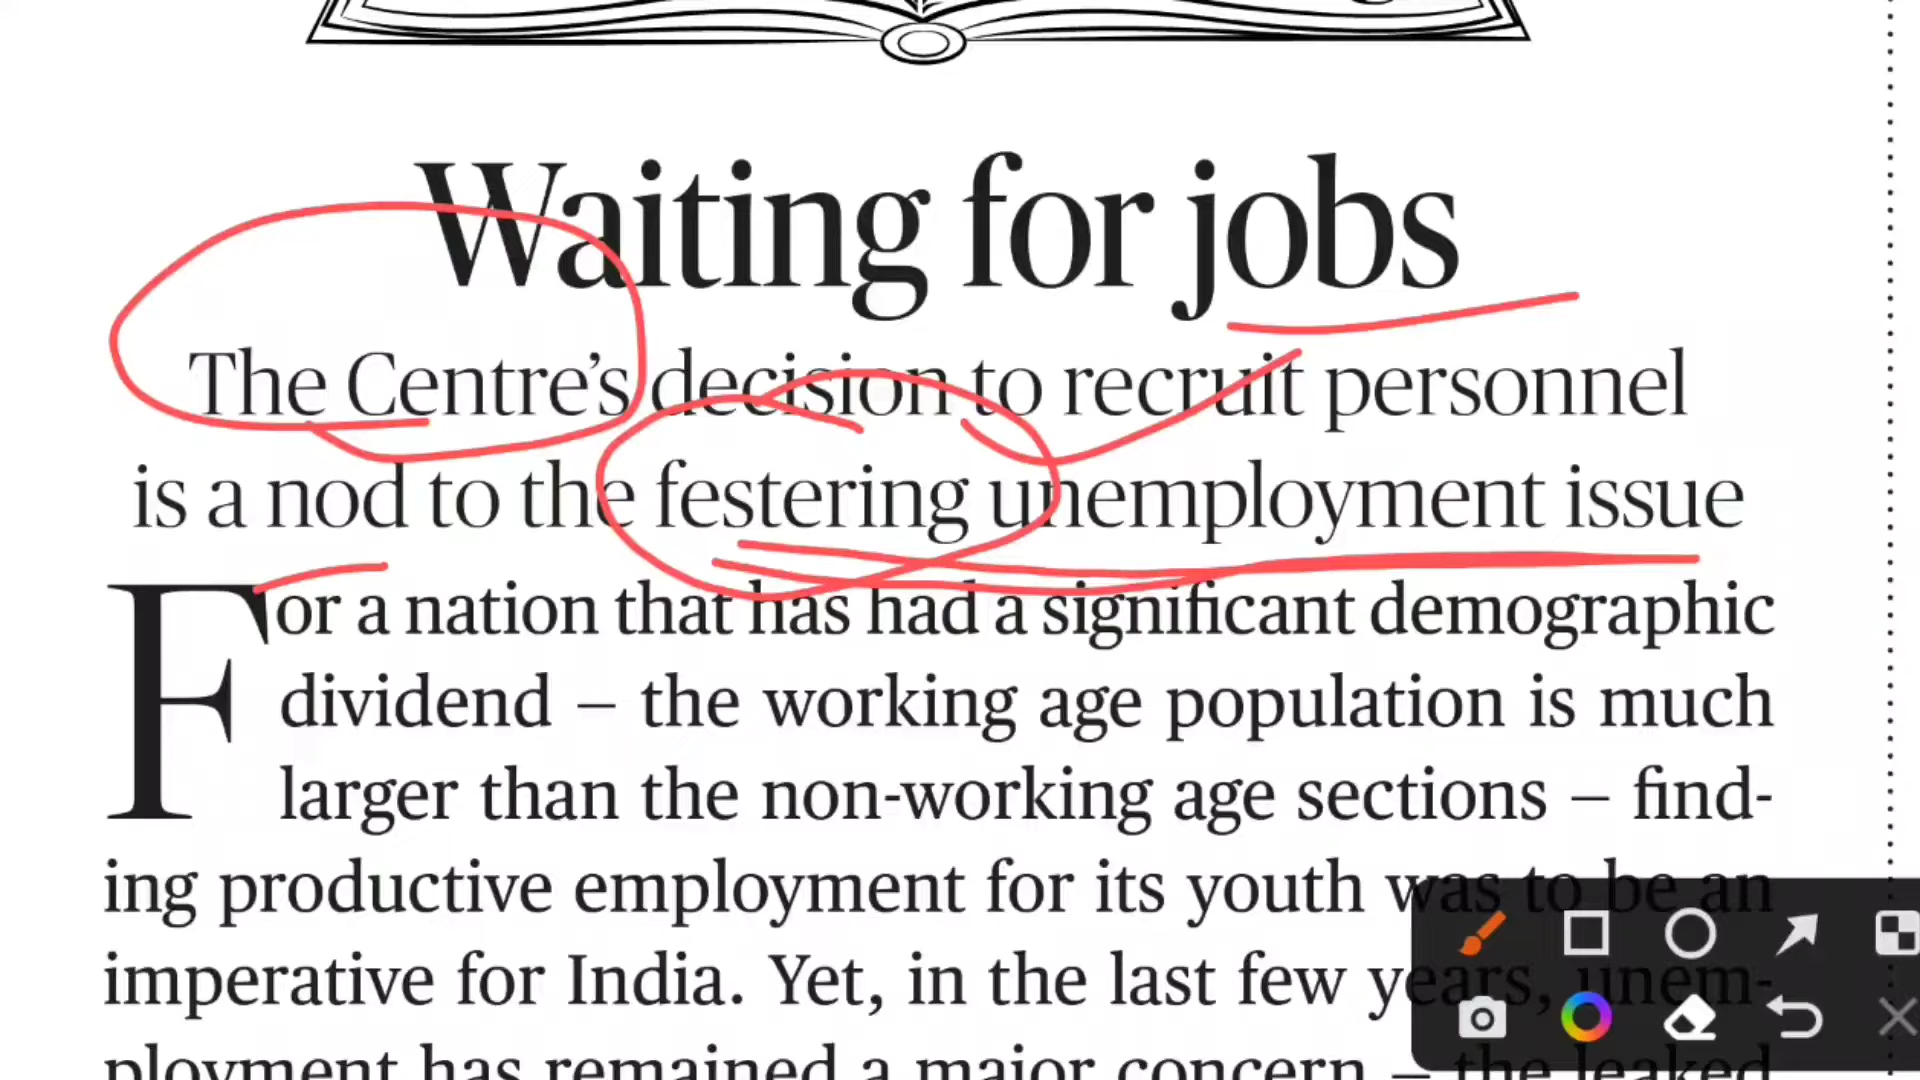 Waiting for jobs
The Centre’s decision to recruit personnel
is a nod to the festering unemployment issue
For a nation that has had a significant demographic
dividend – the working age population is much
larger than the non-working age sections – find-
ing productive employment for its youth was to be an
imperative for India. Yet, in the last few years, unem-
ployment has remained a major concern – the leaked